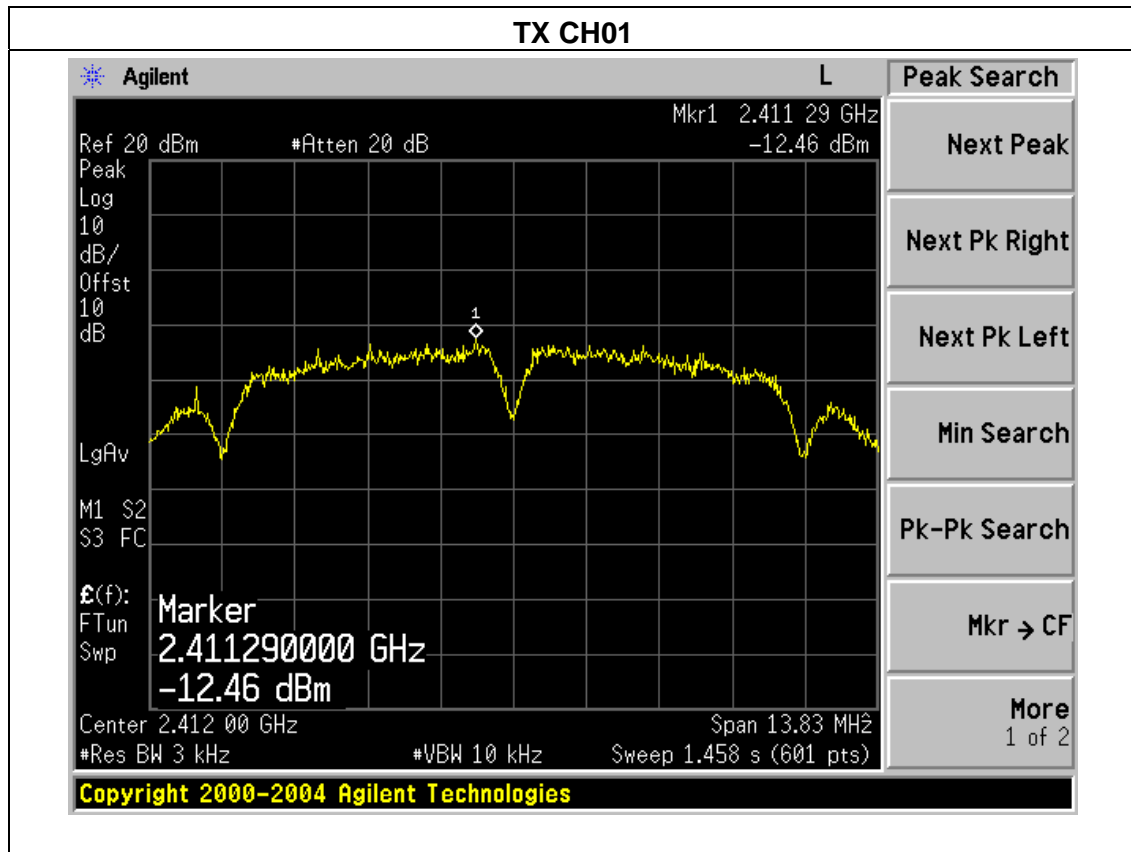 TX CH01
Agilent L Peak Search
Mkr1 2.411 29 GHz
Ref 20 dBm #Atten 20 dB -12.46 dBm
Next Peak
Peak
Log
10
dB/
Offst
10
dB
1
Next Pk Right
Next Pk Left
Min Search
LgAv
M1 S2
S3 FC
Pk-Pk Search
£(f):
FTun
Swp
Marker
2.411290000 GHz
-12.46 dBm
Mkr → CF
Center 2.412 00 GHz Span 13.83 MHẑ
#Res BW 3 kHz #VBW 10 kHz Sweep 1.458 s (601 pts)
More
1 of 2
Copyright 2000-2004 Agilent Technologies